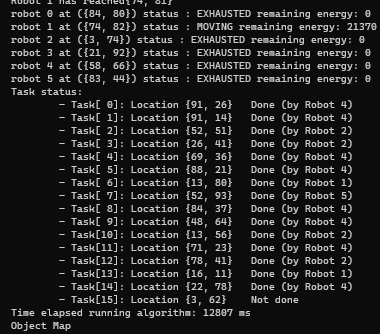 Robot 1 has reached{74, 81}
robot 0 at ({84, 80}) status : EXHAUSTED remaining energy: 0
robot 1 at ({74, 82}) status : MOVING remaining energy: 21370
robot 2 at ({3, 74}) status : EXHAUSTED remaining energy: 0
robot 3 at ({21, 92}) status : EXHAUSTED remaining energy: 0
robot 4 at ({58, 66}) status : EXHAUSTED remaining energy: 0
robot 5 at ({83, 44}) status : EXHAUSTED remaining energy: 0
Task status:
- Task[ 0]: Location {91, 26} Done (by Robot 4)
- Task[ 1]: Location {91, 14} Done (by Robot 4)
- Task[ 2]: Location {52, 51} Done (by Robot 2)
- Task[ 3]: Location {26, 41} Done (by Robot 2)
- Task[ 4]: Location {69, 36} Done (by Robot 4)
- Task[ 5]: Location {88, 21} Done (by Robot 4)
- Task[ 6]: Location {13, 80} Done (by Robot 1)
- Task[ 7]: Location {52, 93} Done (by Robot 5)
- Task[ 8]: Location {84, 37} Done (by Robot 4)
- Task[ 9]: Location {48, 64} Done (by Robot 4)
- Task[10]: Location {13, 56} Done (by Robot 2)
- Task[11]: Location {71, 23} Done (by Robot 4)
- Task[12]: Location {78, 41} Done (by Robot 2)
- Task[13]: Location {16, 11} Done (by Robot 1)
- Task[14]: Location {22, 78} Done (by Robot 4)
- Task[15]: Location {3, 62} Not done
Time elapsed running algorithm: 12807 ms
Object Map